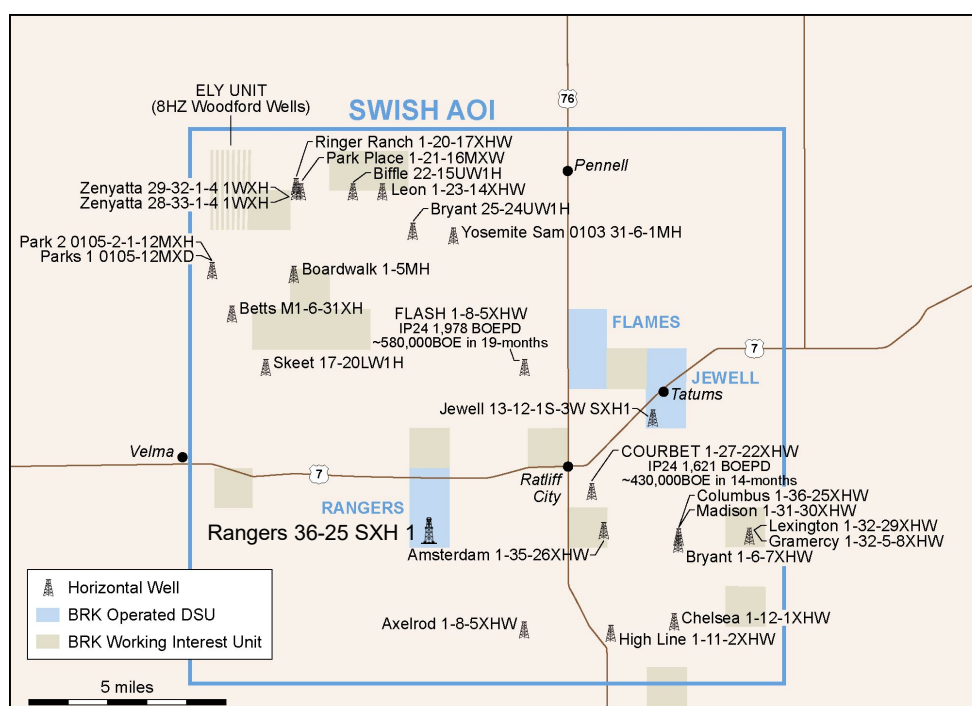 ELY UNIT
(8HZ Woodford Wells)
SWISH AOI
76
Pennell
Ringer Ranch 1-20-17XHW
Park Place 1-21-16MXW
Biffle 22-15UW1H
Zenyatta 29-32-1-4 1WXH
Leon 1-23-14XHW
Zenyatta 28-33-1-4 1WXH
Bryant 25-24UW1H
Yosemite Sam 0103 31-6-1MH
Park 2 0105-2-1-12MXH
Parks 1 0105-12MXD
Boardwalk 1-5MH
Betts M1-6-31XH
FLASH 1-8-5XHW
IP24 1,978 BOEPD
~580,000BOE in 19-months
FLAMES
7
Skeet 17-20LW1H
JEWELL
Tatums
Jewell 13-12-1S-3W SXH1
Velma
7
Ratliff
City
COURBET 1-27-22XHW
IP24 1,621 BOEPD
~430,000BOE in 14-months
Columbus 1-36-25XHW
Madison 1-31-30XHW
RANGERS
Rangers 36-25 SXH 1
Lexington 1-32-29XHW
Gramercy 1-32-5-8XHW
Amsterdam 1-35-26XHW
Bryant 1-6-7XHW
Horizontal Well
BRK Operated DSU
BRK Working Interest Unit
Axelrod 1-8-5XHW
Chelsea 1-12-1XHW
High Line 1-11-2XHW
5 miles